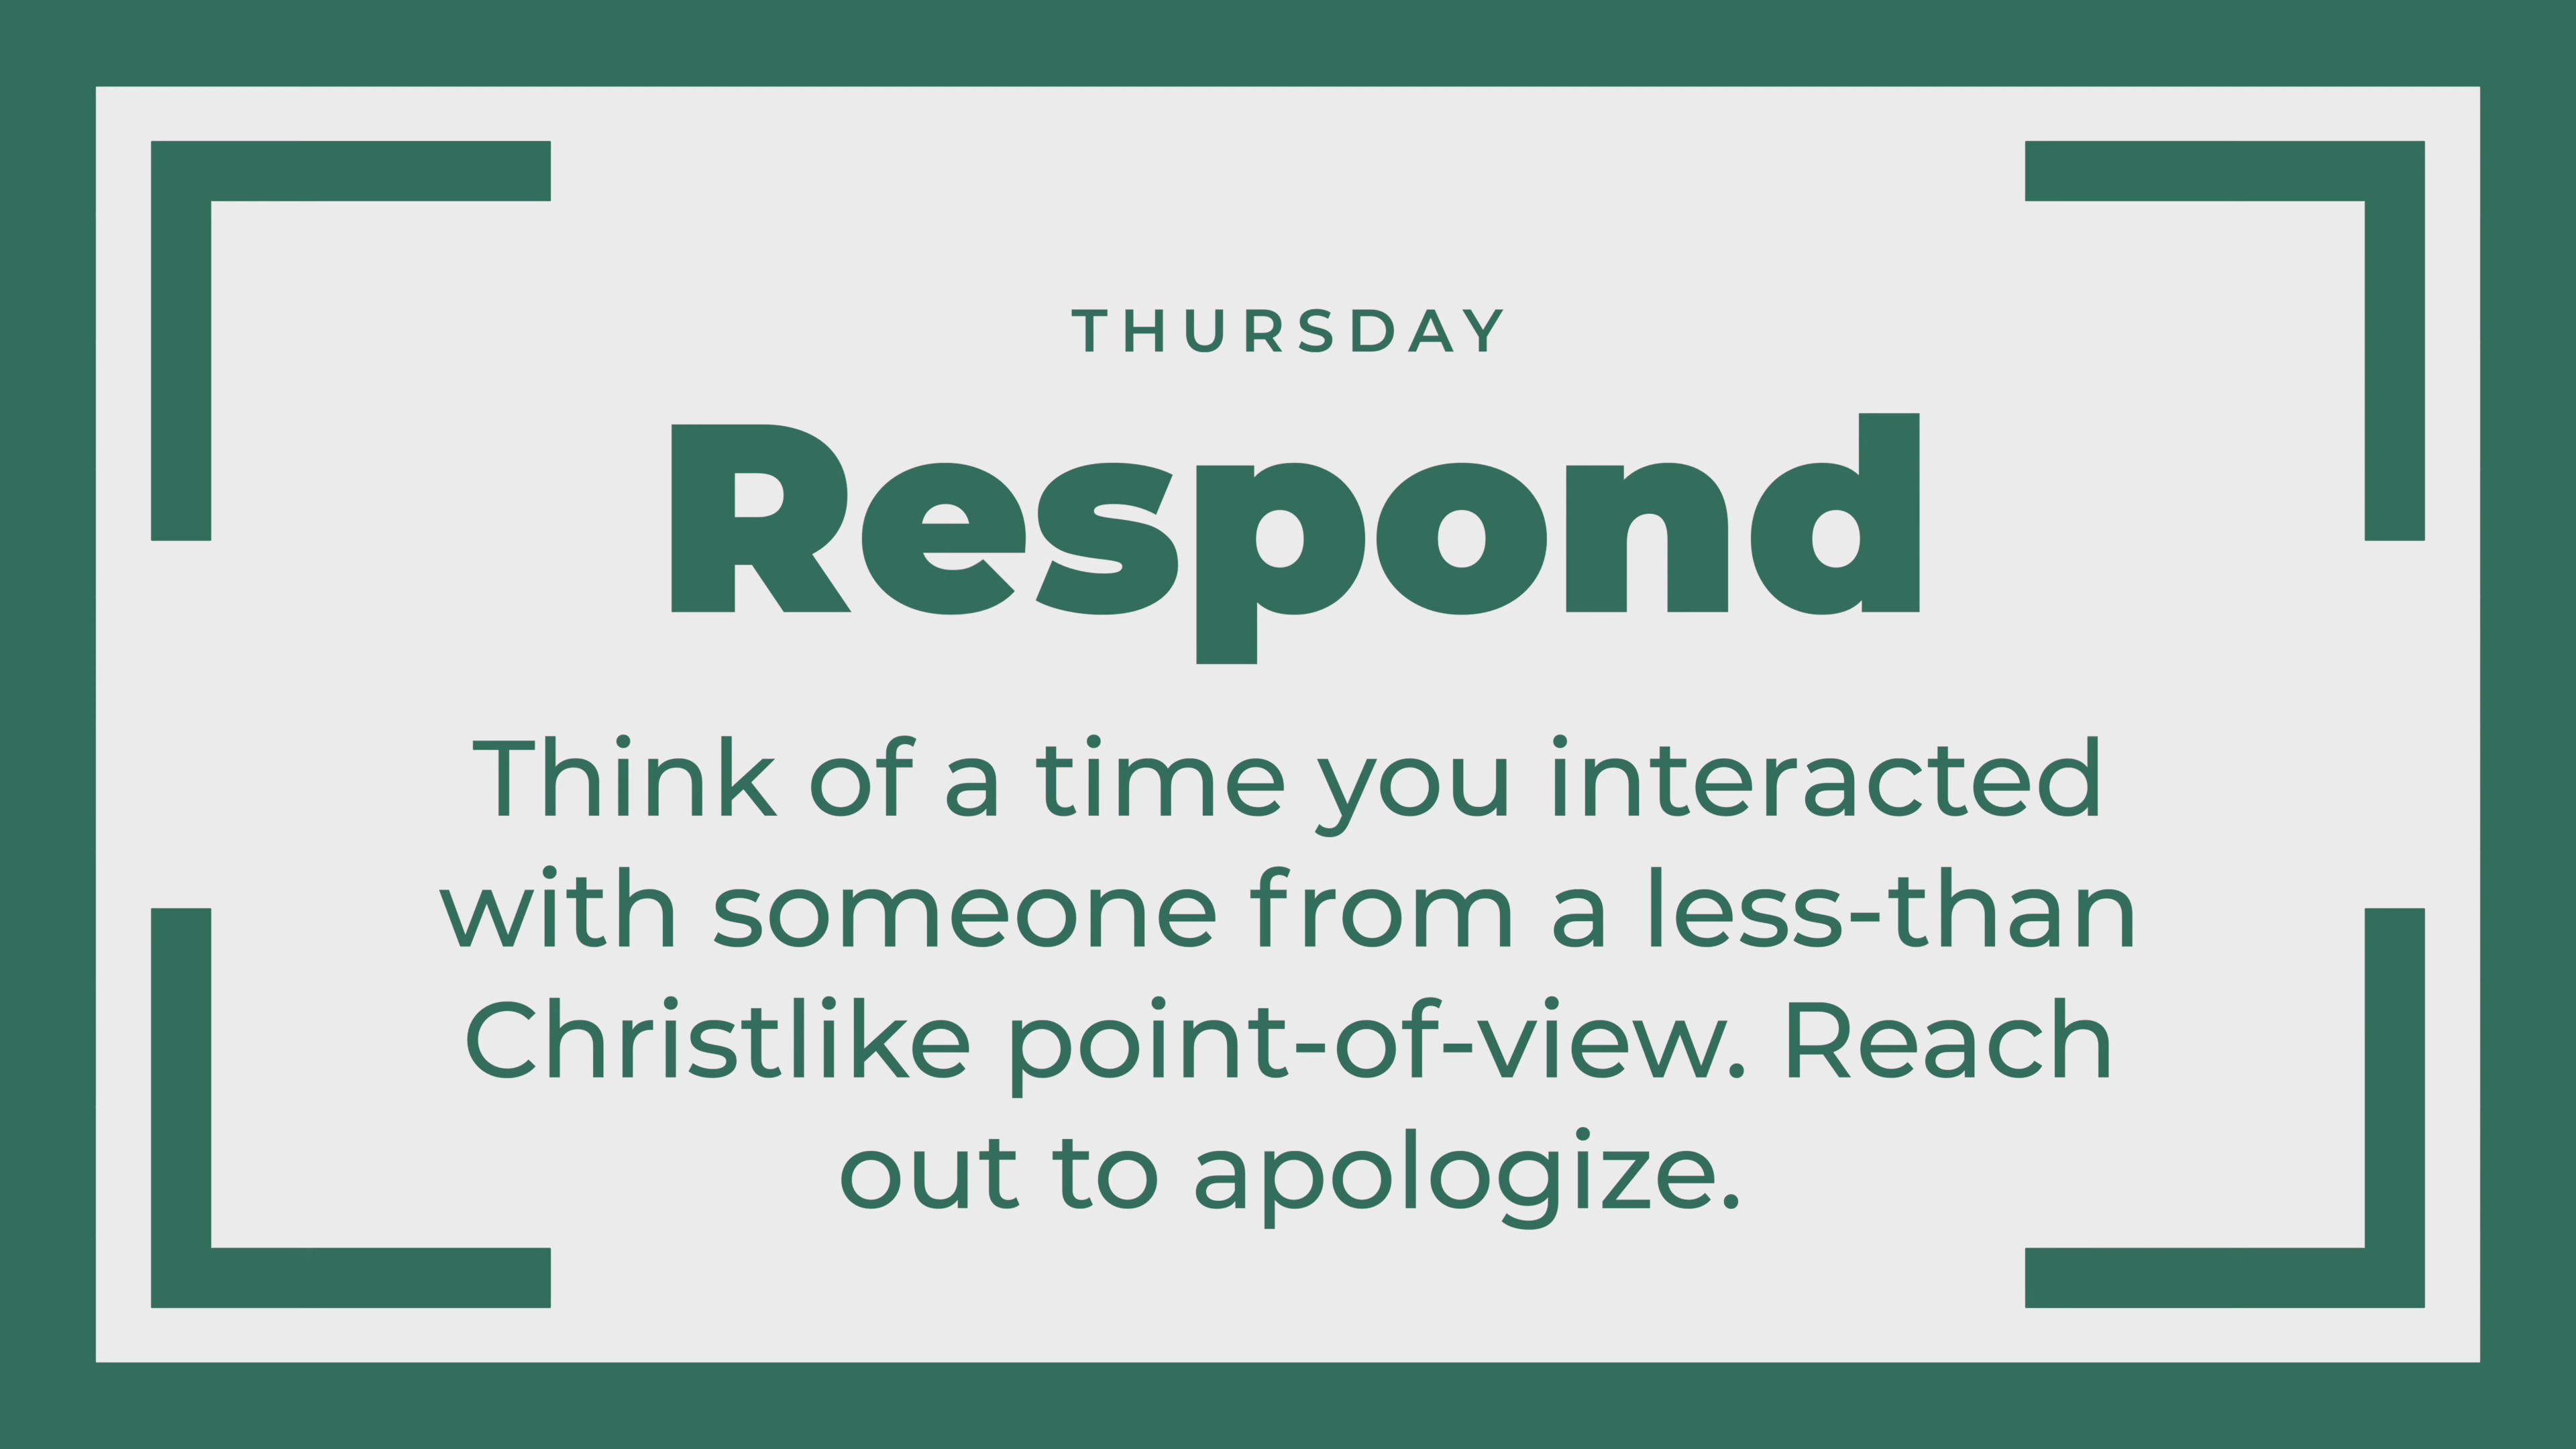 THURSDAY
Respond
Think of a time you interacted
with someone from a less-than
Christlike point-of-view. Reach
out to apologize.